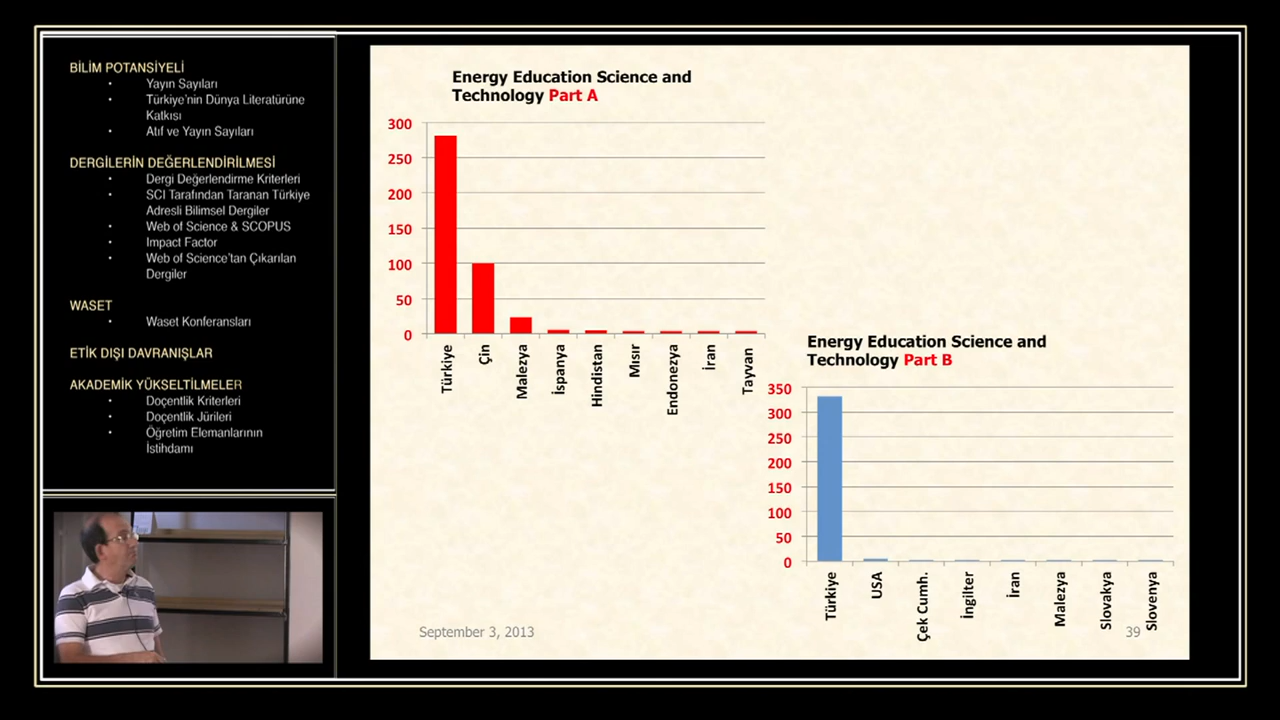 BİLİM POTANSİYELİ
• Yayın Sayıları
• Türkiye'nin Dünya Literatürüne
Katkısı
• Atıf ve Yayın Sayıları
DERGİLERİN DEĞERLENDİRİLMESİ
• Dergi Değerlendirme Kriterleri
• SCI Tarafından Taranan Türkiye
Adresli Bilimsel Dergiler
• Web of Science & SCOPUS
• Impact Factor
• Web of Science'tan Çıkarılan
Dergiler
WASET
• Waset Konferansları
ETİK DIŞI DAVRANIŞLAR
AKADEMİK YÜKSELTİLMELER
• Doçentlik Kriterleri
• Doçentlik Jürileri
• Öğretim Elemanlarının
İstihdamı
Energy Education Science and
Technology Part A
300
250
200
150
100
50
0
Türkiye
Çin
Malezya
İspanya
Hindistan
Mısır
Endonezya
İran
Tayvan
Energy Education Science and
Technology Part B
350
300
250
200
150
100
50
0
Türkiye
USA
Çek Cumh.
İngilter
İran
Malezya
Slovakya
Slovenya
September 3, 2013
39